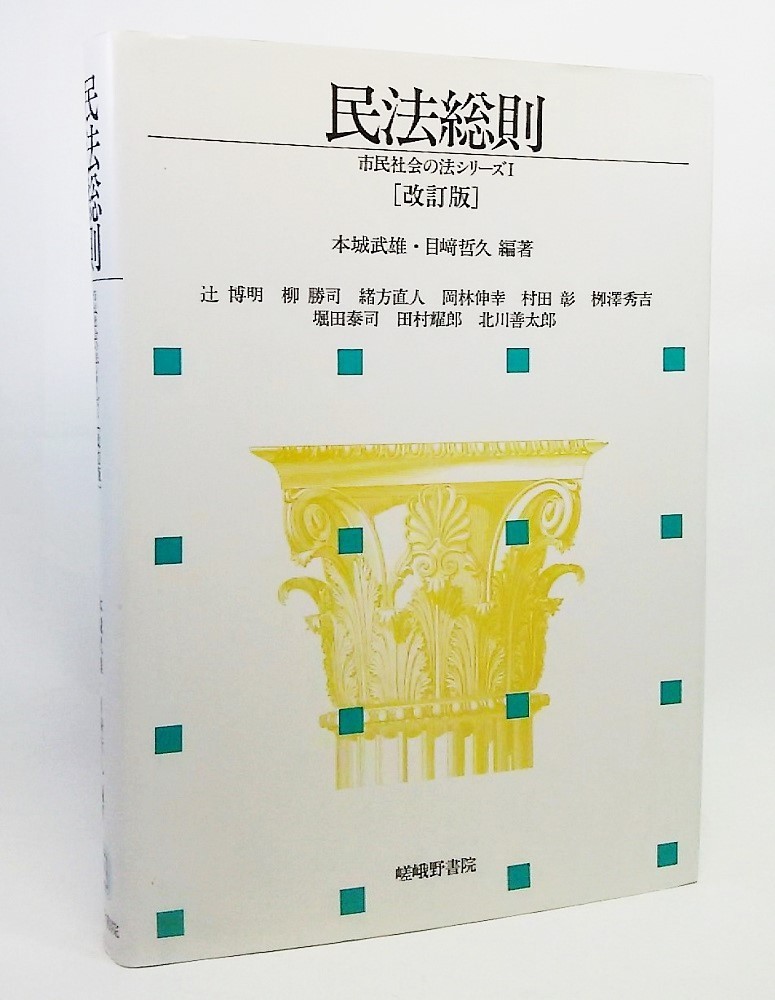 民法総則
市民社会の法シリーズI
[改訂版]
本城武雄・目﨑哲久 編著
辻 博明 柳 勝司 緒方直人 岡林伸幸 村田 彰 栁澤秀吉
堀田泰司 田村耀郎 北川善太郎
嵯峨野書院
民法総則